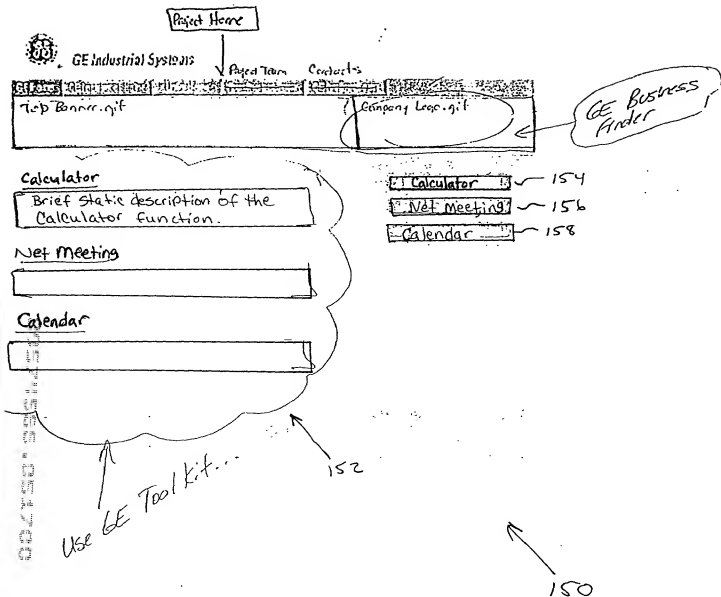 Project Home
GE Industrial Systems
Project Team
Contacts
Top Banner.gif
Company Logo.gif
GE Business Finder
Calculator
Brief static description of the
Calculator function.
Net Meeting
Calendar
Calculator
154
Net Meeting
156
Calendar
158
152
Use GE Toolkit...
150